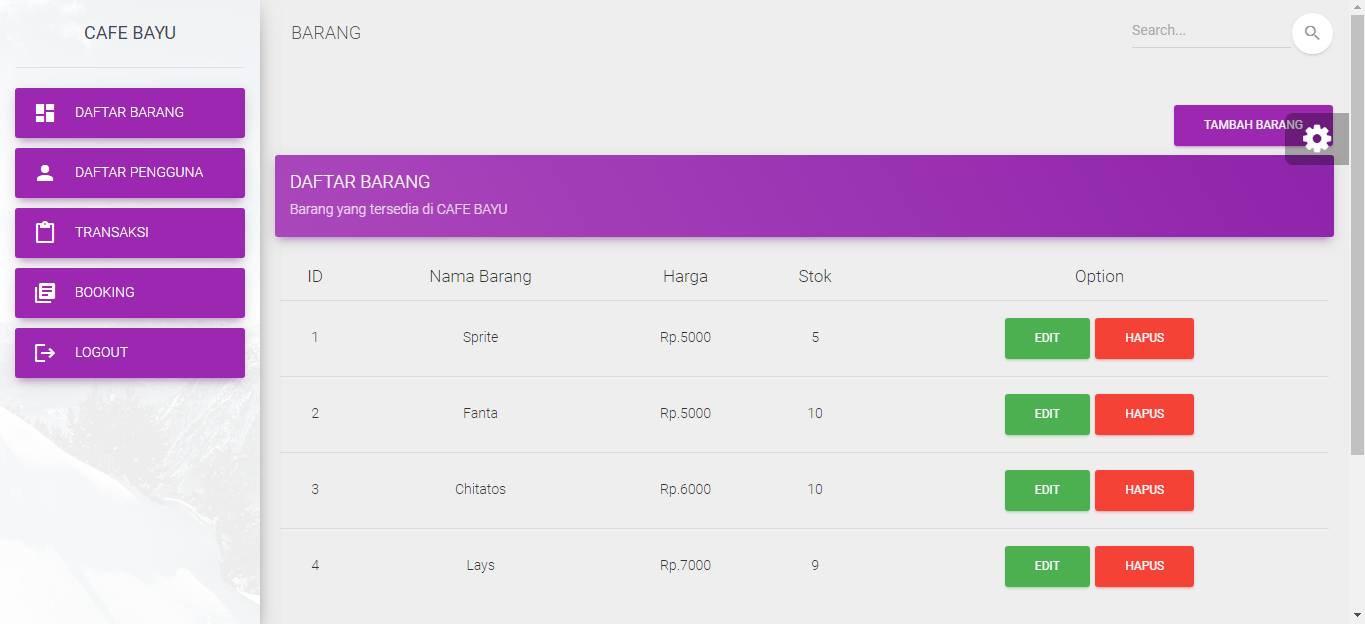 CAFE BAYU
DAFTAR BARANG
DAFTAR PENGGUNA
TRANSAKSI
BOOKING
LOGOUT
BARANG
Search...
TAMBAH BARANG
DAFTAR BARANG
Barang yang tersedia di CAFE BAYU
ID Nama Barang Harga Stok Option
1 Sprite Rp.5000 5 EDIT HAPUS
2 Fanta Rp.5000 10 EDIT HAPUS
3 Chitatos Rp.6000 10 EDIT HAPUS
4 Lays Rp.7000 9 EDIT HAPUS